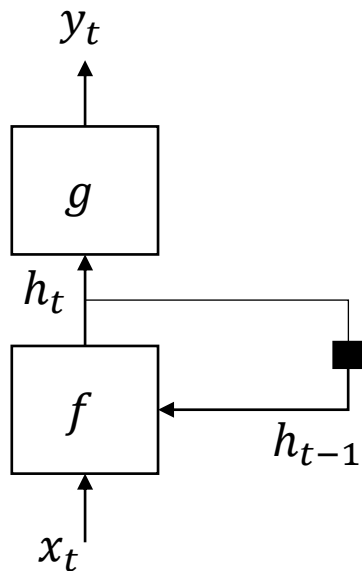 y_t
g
h_t
f
h_{t-1}
x_t